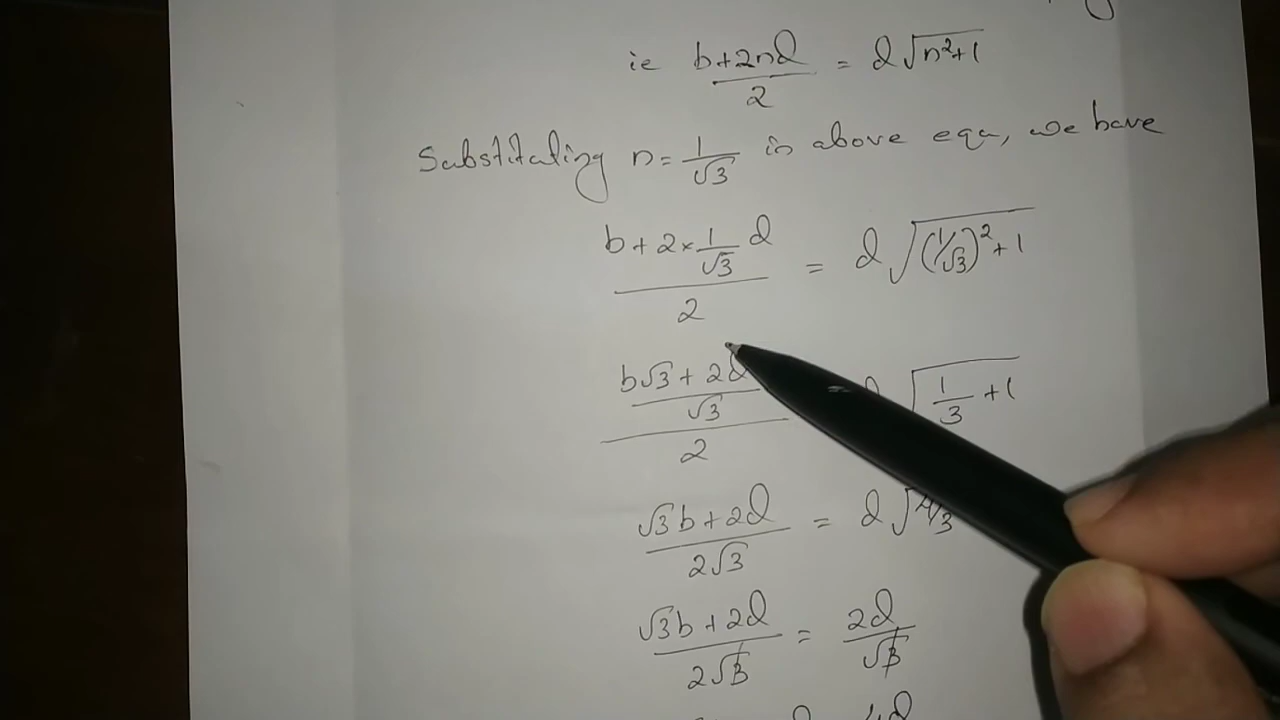 ie (b+2nd)/2 = d√(n²+1)
Substituting n = 1/√3 in above eqn, we have
(b + 2 × 1/√3 d)/2 = d√((1/√3)² + 1)
((b√3 + 2d)/√3)/2 = d√(1/3 + 1)
(√3b + 2d)/(2√3) = d√(4/3)
(√3b + 2d)/(2√3) = 2d/√3